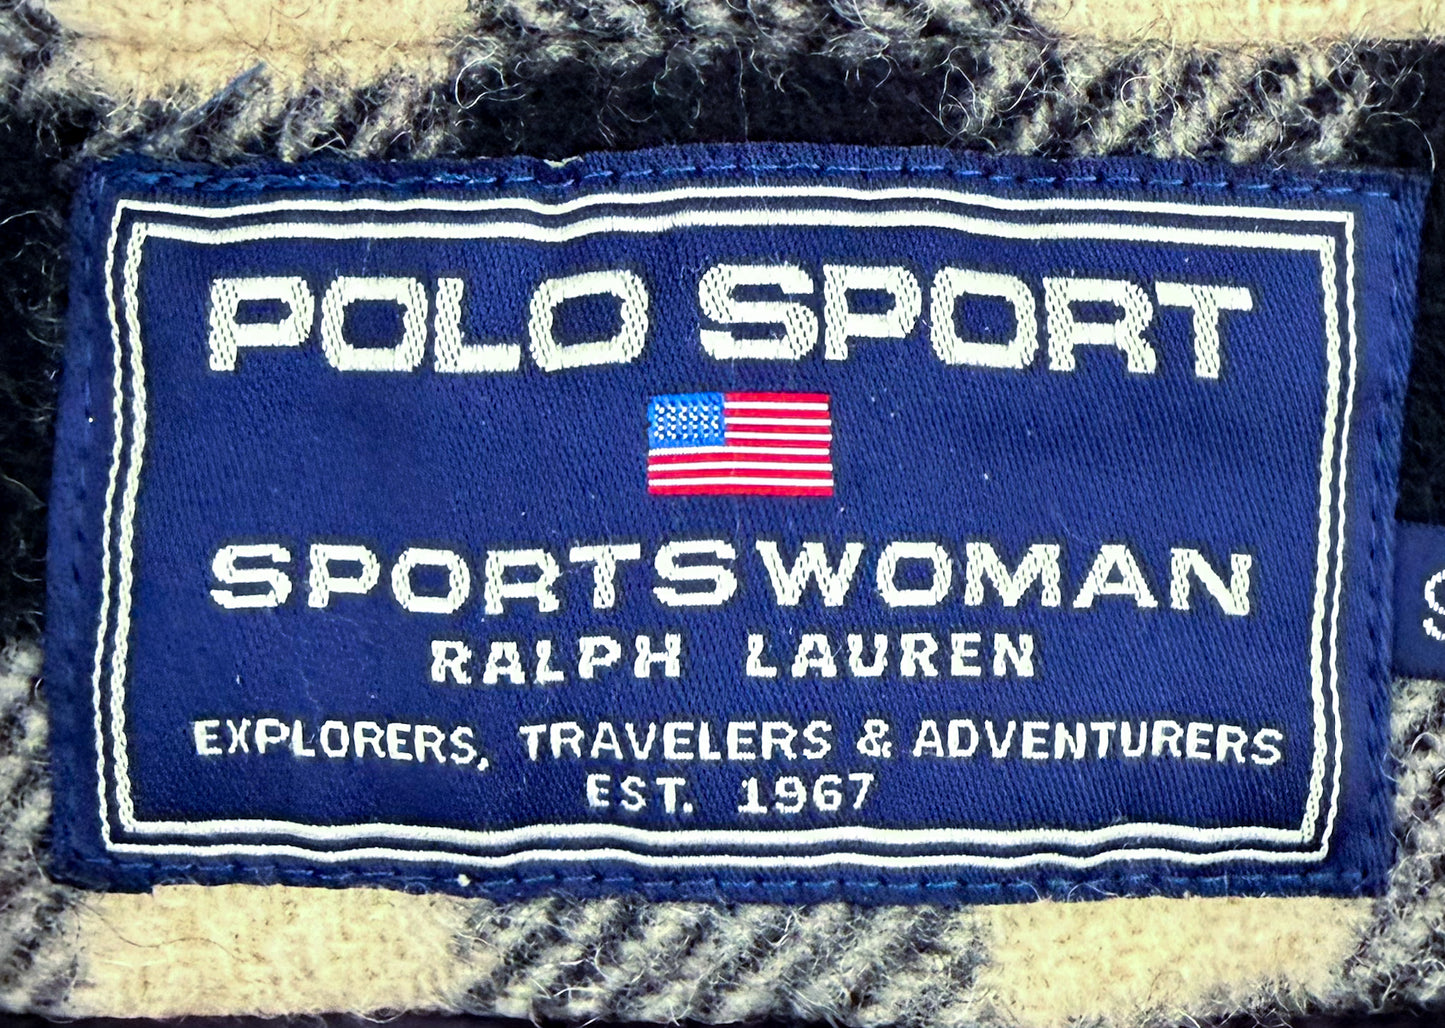 POLO SPORT
SPORTSWOMAN
RALPH LAUREN
EXPLORERS, TRAVELERS & ADVENTURERS
EST. 1967